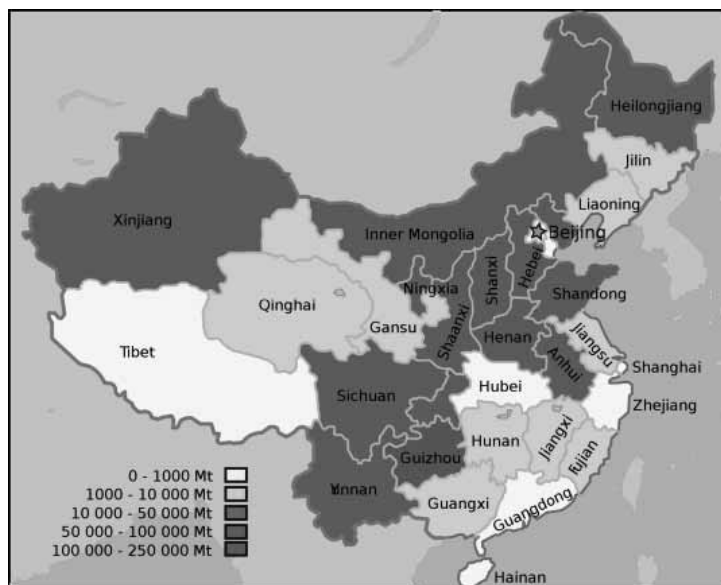 Heilongjiang
Jilin
Liaoning
Xinjiang
Inner Mongolia
Beijing
Hebei
Shanxi
Ningxia
Shandong
Qinghai
Gansu
Shaanxi
Henan
Jiangsu
Tibet
Anhui
Shanghai
Sichuan
Hubei
Zhejiang
Hunan
Jiangxi
Fujian
Guizhou
Yunnan
Guangxi
Guangdong
Hainan
0 - 1000 Mt
1000 - 10 000 Mt
10 000 - 50 000 Mt
50 000 - 100 000 Mt
100 000 - 250 000 Mt